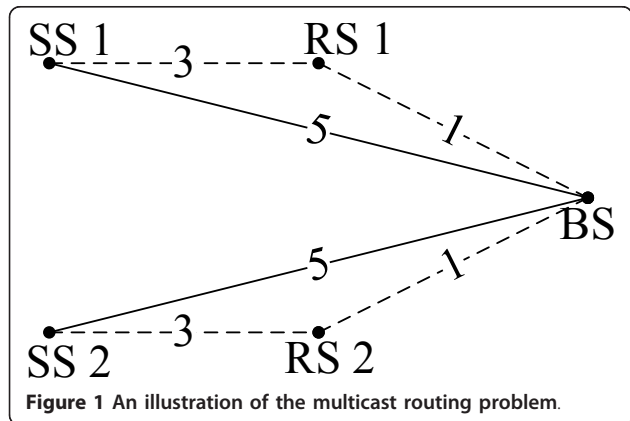 SS 1
RS 1
3
1
5
BS
5
1
3
SS 2
RS 2
Figure 1 An illustration of the multicast routing problem.